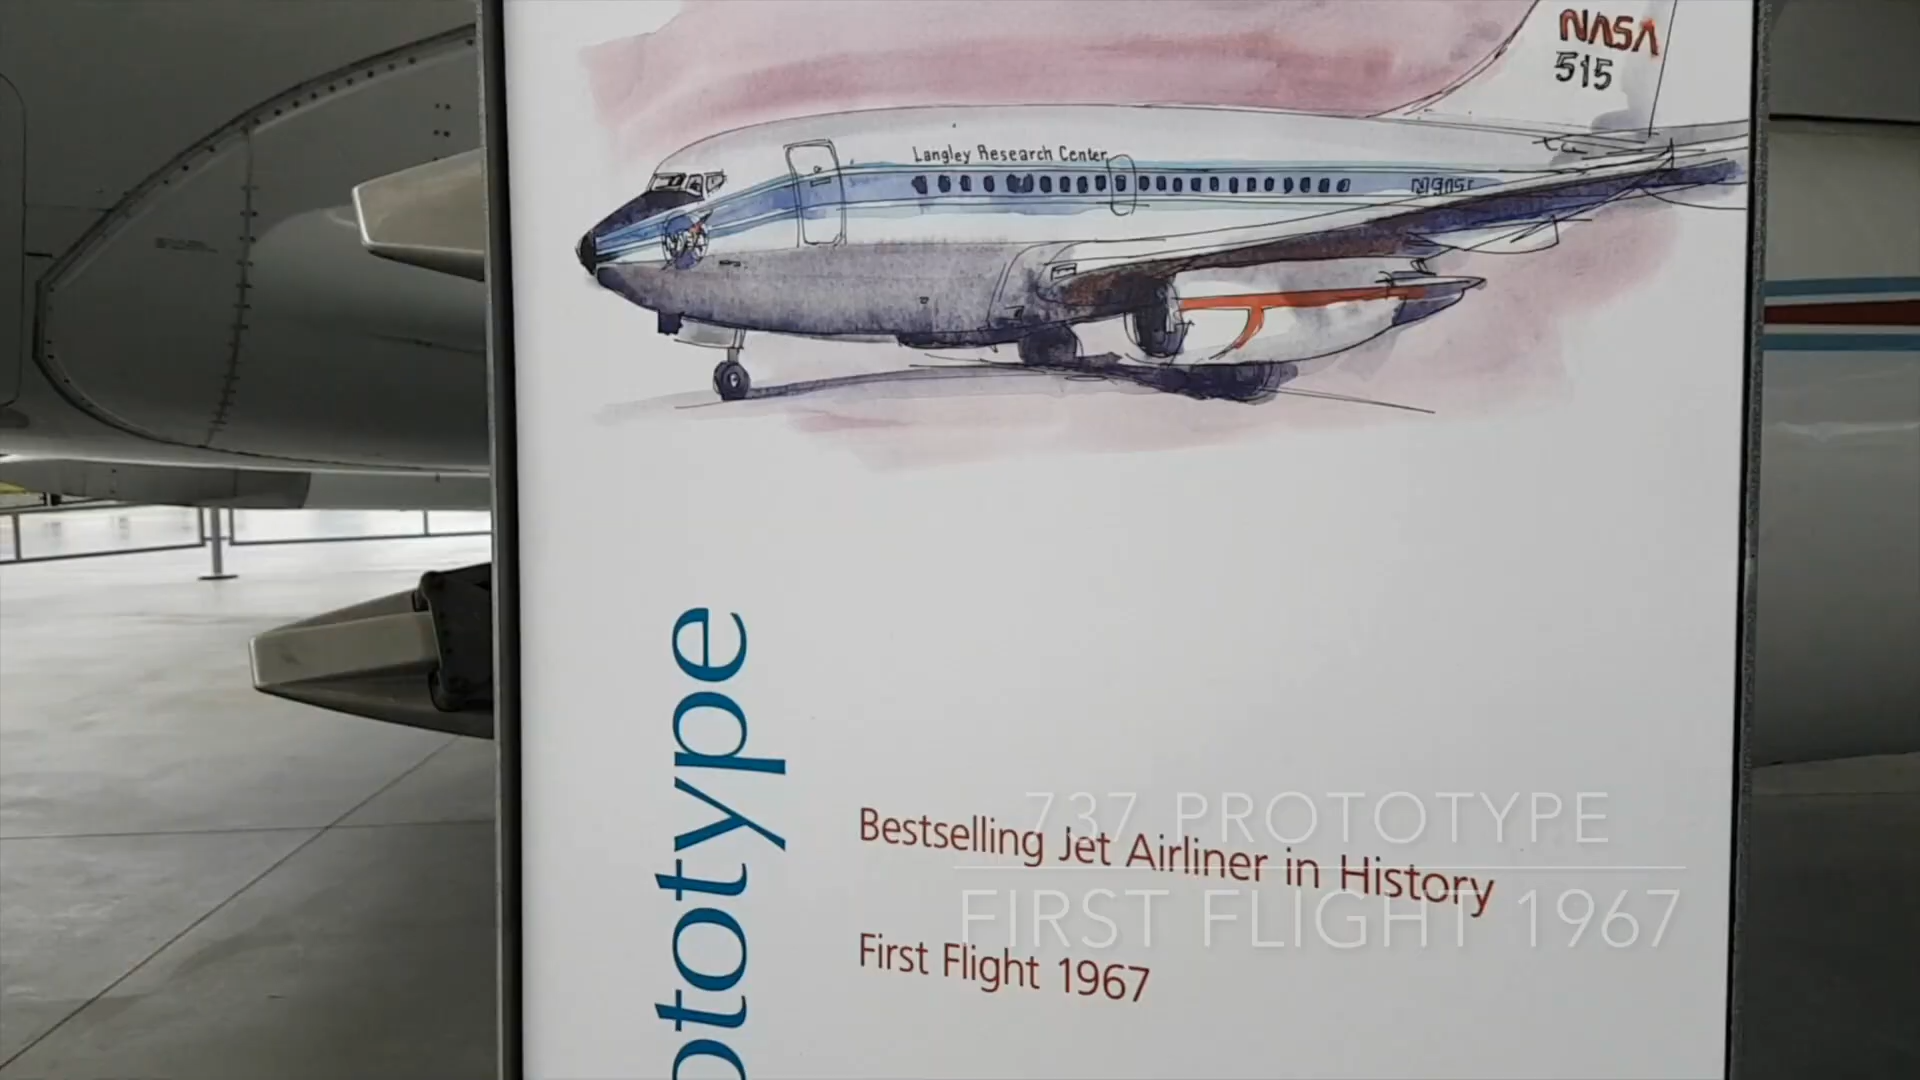 NASA
515
Langley Research Center
ototype
Bestselling Jet Airliner in History
First Flight 1967
737 PROTOTYPE
FIRST FLIGHT 1967